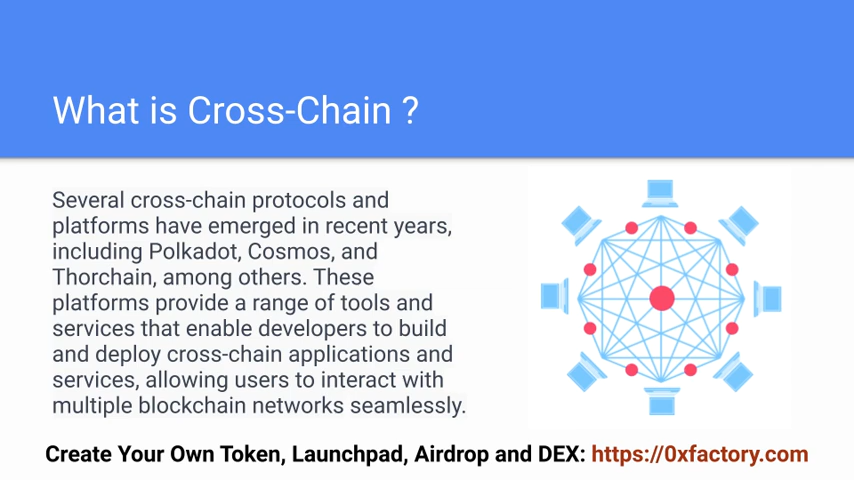 What is Cross-Chain ?
Several cross-chain protocols and
platforms have emerged in recent years,
including Polkadot, Cosmos, and
Thorchain, among others. These
platforms provide a range of tools and
services that enable developers to build
and deploy cross-chain applications and
services, allowing users to interact with
multiple blockchain networks seamlessly.
Create Your Own Token, Launchpad, Airdrop and DEX: https://0xfactory.com